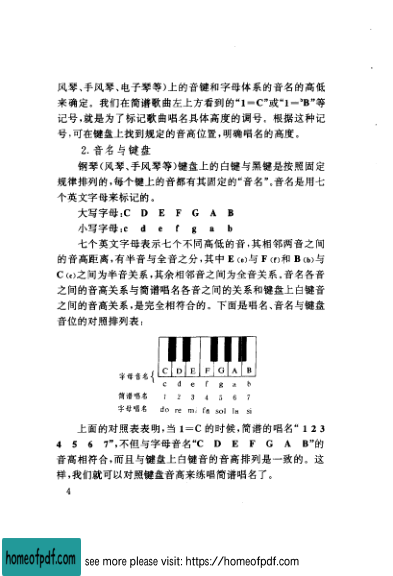 风琴、手风琴、电子琴等)上的音键和字母体系的音名的高低
来确定。我们在简谱歌曲左上方看到的“1=C”或“1=♭B”等
记号,就是为了标记歌曲唱名具体高度的调号。根据这种记
号,可在键盘上找到规定的音高位置,明确唱名的高度。
2. 音名与键盘
钢琴(风琴、手风琴等)键盘上的白键与黑键是按照固定
规律排列的,每个键上的音都有其固定的“音名”。音名是用七
个英文字母来标记的。
大写字母:C D E F G A B
小写字母:c d e f g a b
七个英文字母表示七个不同高低的音,其相邻两音之间
的音高距离,有半音与全音之分,其中 E(e)与 F(f)和 B(b)与
C(c)之间为半音关系,其余相邻音之间为全音关系。音名各音
之间的音高关系与简谱唱名各音之间的关系和键盘上白键音
之间的音高关系,是完全相符合的。下面是唱名、音名与键盘
音位的对照排列表:
C D E F G A B
字母音名{
c d e f g a b
简谱唱名 1 2 3 4 5 6 7
字母唱名 do re mi fa sol la si
上面的对照表表明,当 1=C 的时候,简谱的唱名“ 1 2 3
4 5 6 7”,不但与字母音名“C D E F G A B”的
音高相符合,而且与键盘上白键音的音高排列是一致的。这
样,我们就可以对照键盘音高来练唱简谱唱名了。
4
homeofpdf.com see more please visit: https://homeofpdf.com